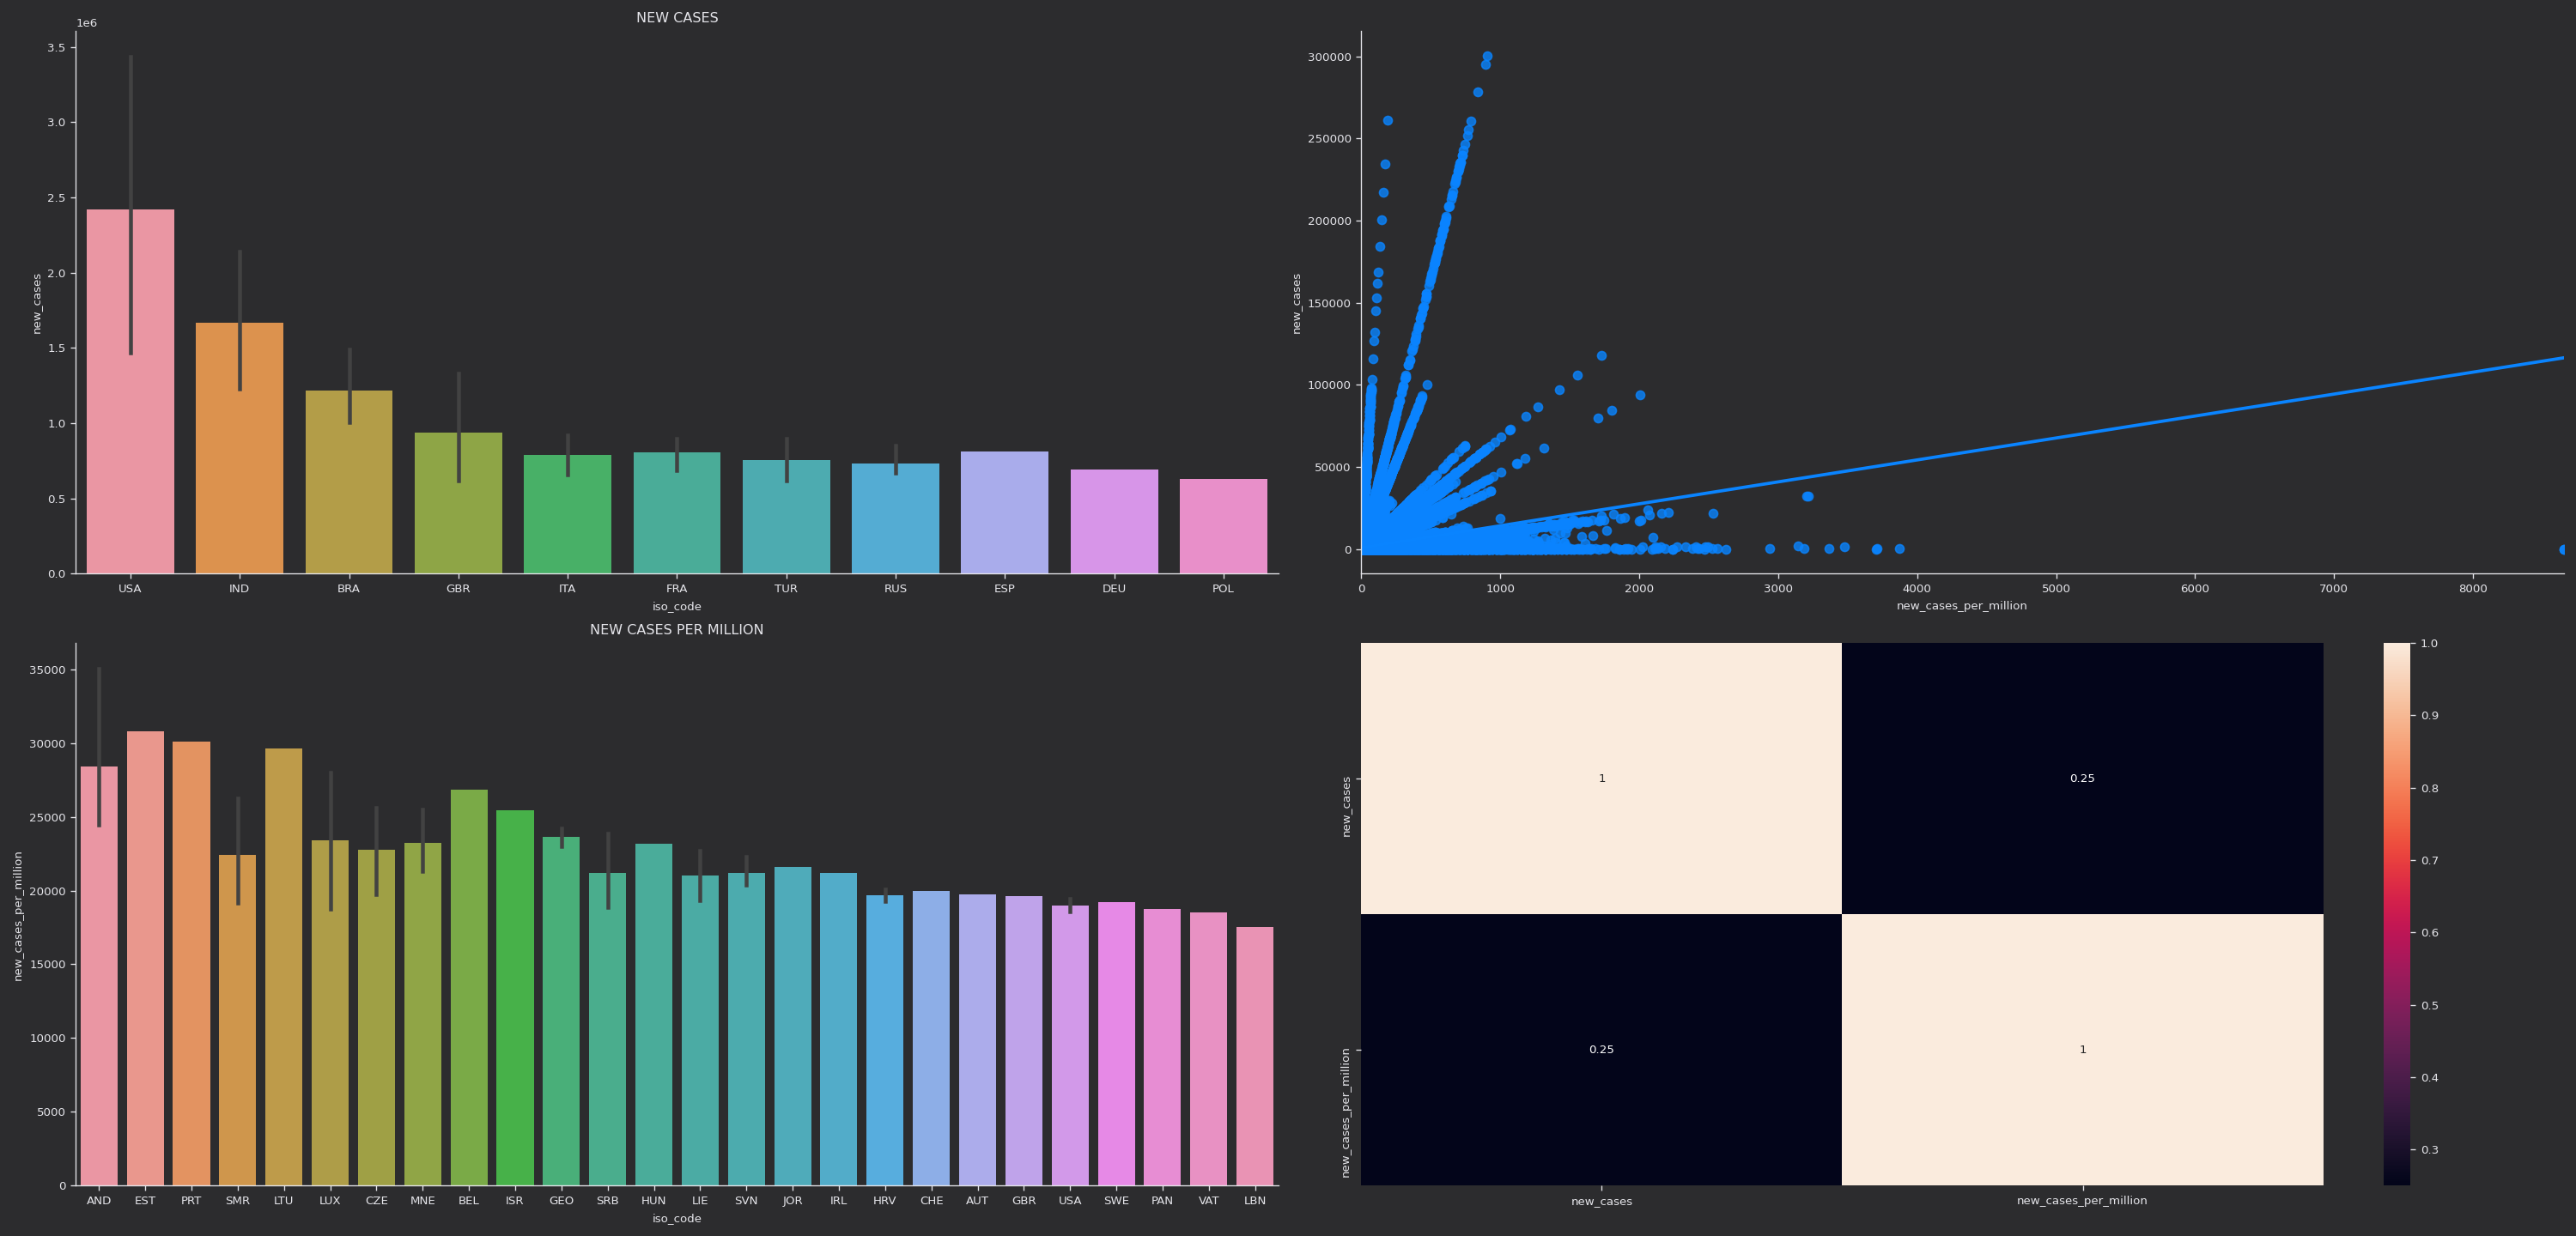 NEW CASES
1e6
3.5
3.0
2.5
2.0
1.5
1.0
0.5
0.0
new_cases
USA IND BRA GBR ITA FRA TUR RUS ESP DEU POL
iso_code
300000
250000
200000
150000
100000
50000
0
new_cases
0 1000 2000 3000 4000 5000 6000 7000 8000
new_cases_per_million
NEW CASES PER MILLION
35000
30000
25000
20000
15000
10000
5000
0
new_cases_per_million
AND EST PRT SMR LTU LUX CZE MNE BEL ISR GEO SRB HUN LIE SVN JOR IRL HRV CHE AUT GBR USA SWE PAN VAT LBN
iso_code
new_cases
new_cases_per_million
1 0.25
0.25 1
new_cases new_cases_per_million
1.0
0.9
0.8
0.7
0.6
0.5
0.4
0.3